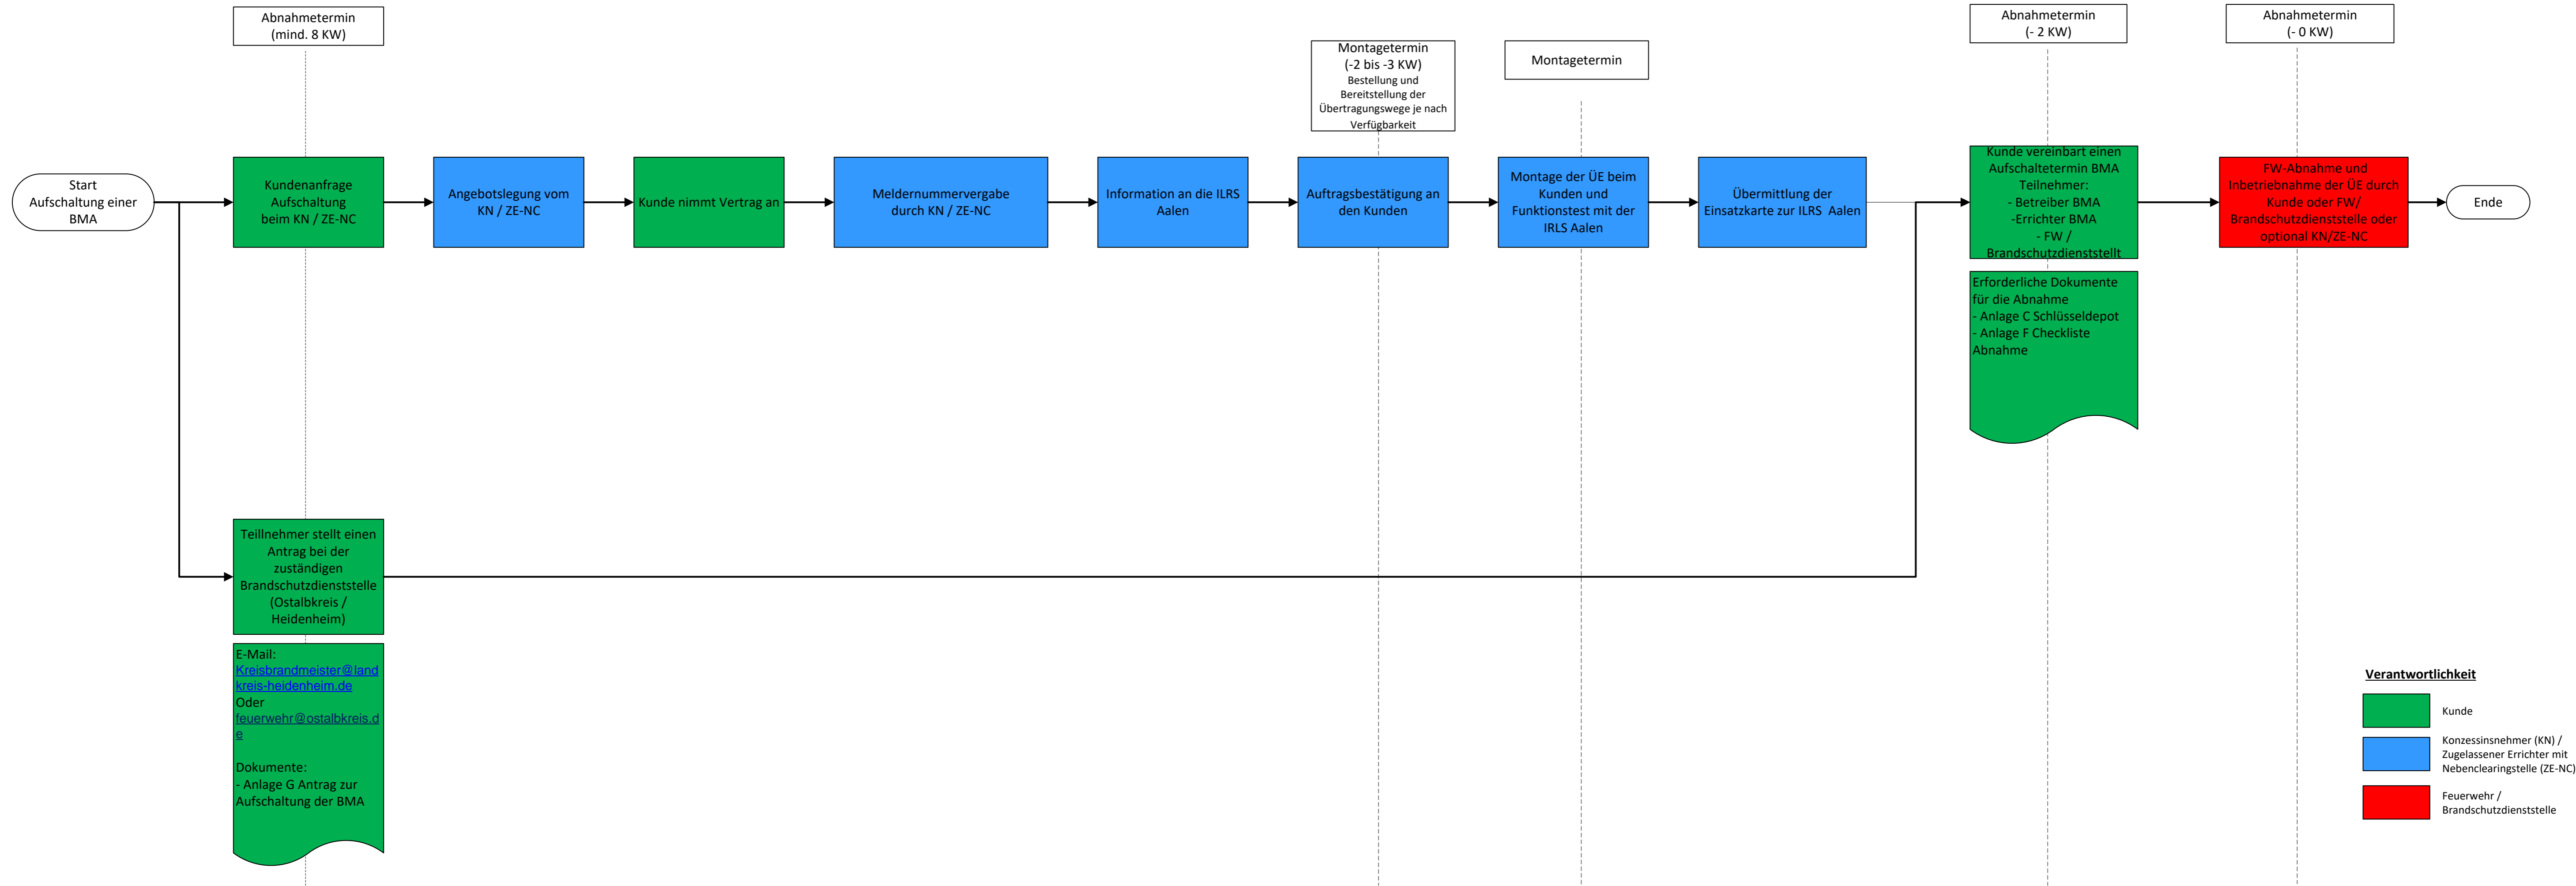 Abnahmetermin
(mind. 8 KW)
Abnahmetermin
(- 2 KW)
Abnahmetermin
(- 0 KW)
Montagetermin
(-2 bis -3 KW)
Bestellung und
Bereitstellung der
Übertragungswege je nach
Verfügbarkeit
Montagetermin
Start
Aufschaltung einer
BMA
Kundenanfrage
Aufschaltung
beim KN / ZE-NC
Angebotslegung vom
KN / ZE-NC
Kunde nimmt Vertrag an
Meldernummervergabe
durch KN / ZE-NC
Information an die ILRS
Aalen
Auftragsbestätigung an
den Kunden
Montage der ÜE beim
Kunden und
Funktionstest mit der
IRLS Aalen
Übermittlung der
Einsatzkarte zur ILRS  Aalen
Kunde vereinbart einen
Aufschaltetermin BMA
Teilnehmer:
- Betreiber BMA
-Errichter BMA
- FW /
Brandschutzdienststellt
FW-Abnahme und
Inbetriebnahme der ÜE durch
Kunde oder FW/
Brandschutzdienststelle oder
optional KN/ZE-NC
Ende
Erforderliche Dokumente
für die Abnahme
- Anlage C Schlüsseldepot
- Anlage F Checkliste
Abnahme
Teillnehmer stellt einen
Antrag bei der
zuständigen
Brandschutzdienststelle
(Ostalbkreis /
Heidenheim)
E-Mail:
Kreisbrandmeister@land
kreis-heidenheim.de
Oder
feuerwehr@ostalbkreis.d
e
Dokumente:
- Anlage G Antrag zur
Aufschaltung der BMA
Verantwortlichkeit
Kunde
Konzessinsnehmer (KN) /
Zugelassener Errichter mit
Nebenclearingstelle (ZE-NC)
Feuerwehr /
Brandschutzdienststelle